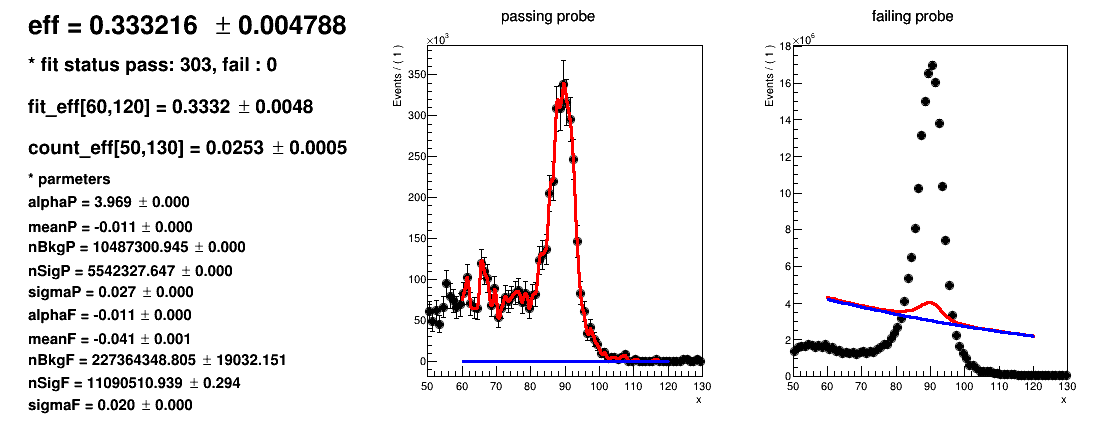 eff = 0.333216 ± 0.004788
* fit status pass: 303, fail : 0
fit_eff[60,120] = 0.3332 ± 0.0048
count_eff[50,130] = 0.0253 ± 0.0005
* parmeters
alphaP = 3.969 ± 0.000
meanP = -0.011 ± 0.000
nBkgP = 10487300.945 ± 0.000
nSigP = 5542327.647 ± 0.000
sigmaP = 0.027 ± 0.000
alphaF = -0.011 ± 0.000
meanF = -0.041 ± 0.001
nBkgF = 227364348.805 ± 19032.151
nSigF = 11090510.939 ± 0.294
sigmaF = 0.020 ± 0.000
passing probe
×10³
Events / ( 1 )
350
300
250
200
150
100
50
0
50 60 70 80 90 100 110 120 130
x
failing probe
×10⁶
Events / ( 1 )
18
16
14
12
10
8
6
4
2
0
50 60 70 80 90 100 110 120 130
x